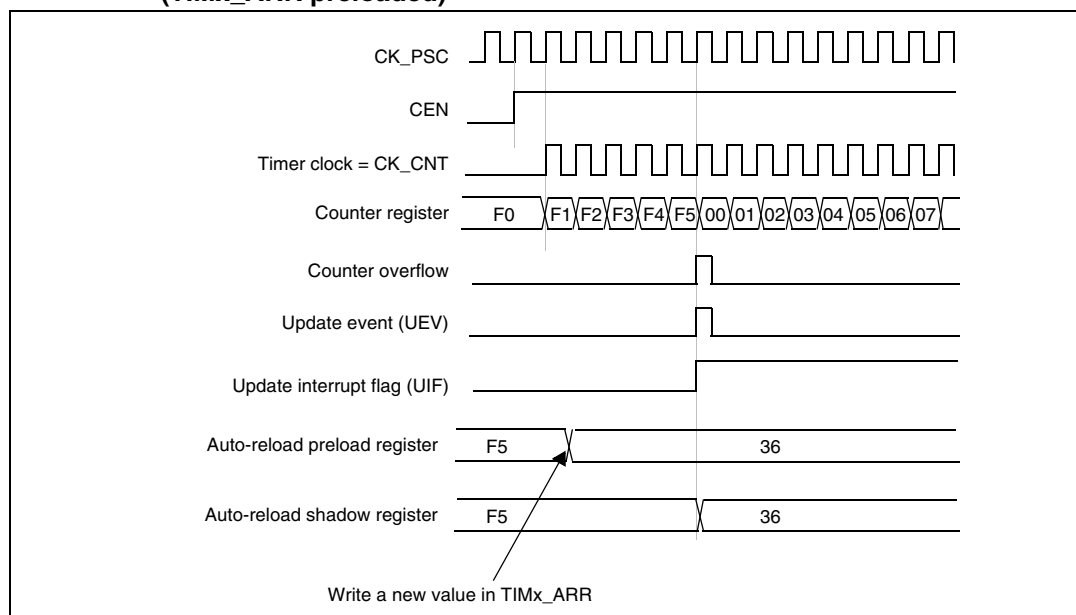 (TIMx_ARR preloaded)
CK_PSC
CEN
Timer clock = CK_CNT
Counter register F0 F1 F2 F3 F4 F5 00 01 02 03 04 05 06 07
Counter overflow
Update event (UEV)
Update interrupt flag (UIF)
Auto-reload preload register F5 36
Auto-reload shadow register F5 36
Write a new value in TIMx_ARR